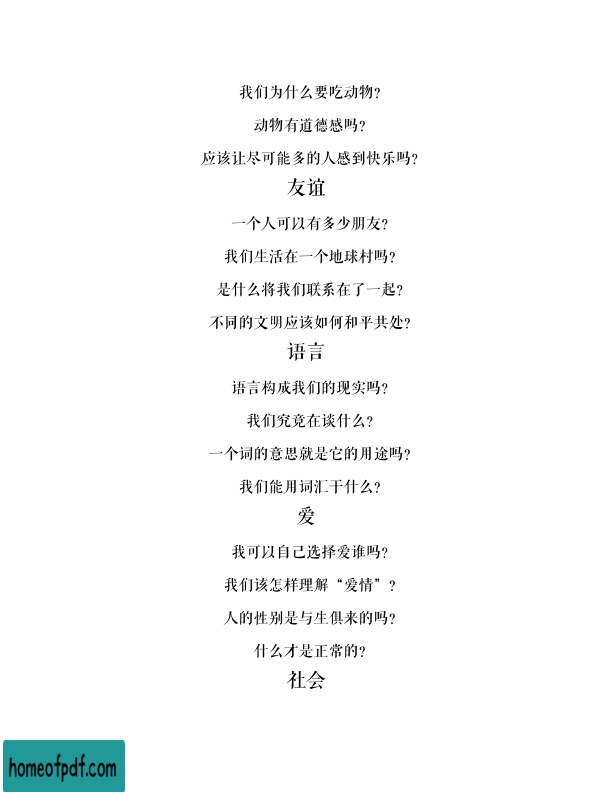 我们为什么要吃动物?
动物有道德感吗?
应该让尽可能多的人感到快乐吗?
友谊
一个人可以有多少朋友?
我们生活在一个地球村吗?
是什么将我们联系在了一起?
不同的文明应该如何和平共处?
语言
语言构成我们的现实吗?
我们究竟在谈什么?
一个词的意思就是它的用途吗?
我们能用词汇干什么?
爱
我可以自己选择爱谁吗?
我们该怎样理解“爱情”?
人的性别是与生俱来的吗?
什么才是正常的?
社会
homeofpdf.com